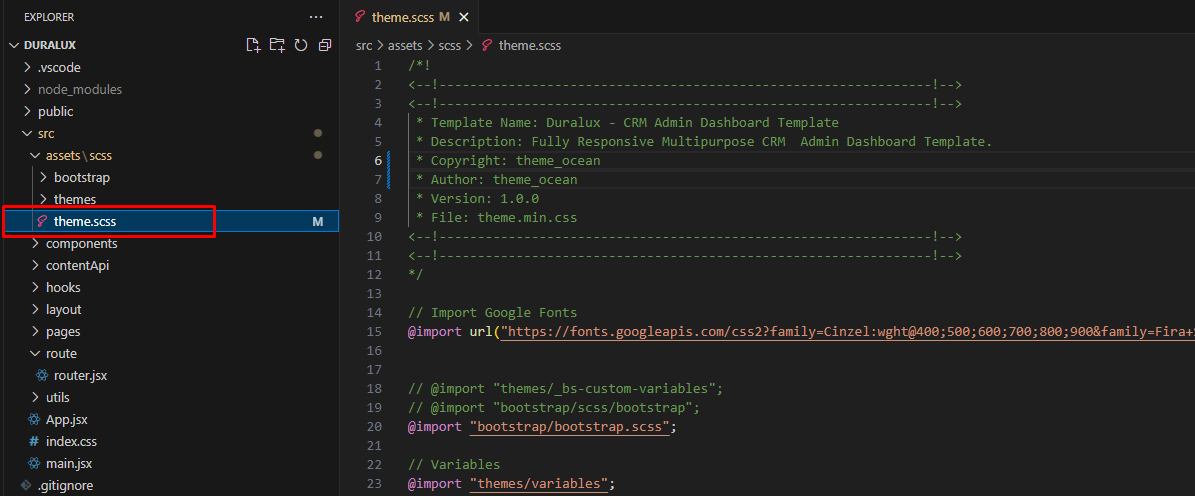 EXPLORER
DURALUX
.vscode
node_modules
public
src
assets \ scss
bootstrap
themes
theme.scss M
components
contentApi
hooks
layout
pages
route
router.jsx
utils
App.jsx
# index.css
main.jsx
.gitignore
theme.scss M
src > assets > scss > theme.scss
1 /*!
2 <--!---------------------------------------------------------------!-->
3 <--!---------------------------------------------------------------!-->
4 * Template Name: Duralux - CRM Admin Dashboard Template
5 * Description: Fully Responsive Multipurpose CRM  Admin Dashboard Template.
6 * Copyright: theme_ocean
7 * Author: theme_ocean
8 * Version: 1.0.0
9 * File: theme.min.css
10 <--!---------------------------------------------------------------!-->
11 <--!---------------------------------------------------------------!-->
12 */
13
14 // Import Google Fonts
15 @import url("https://fonts.googleapis.com/css2?family=Cinzel:wght@400;500;600;700;800;900&family=Fira+
16
17
18 // @import "themes/_bs-custom-variables";
19 // @import "bootstrap/scss/bootstrap";
20 @import "bootstrap/bootstrap.scss";
21
22 // Variables
23 @import "themes/variables";